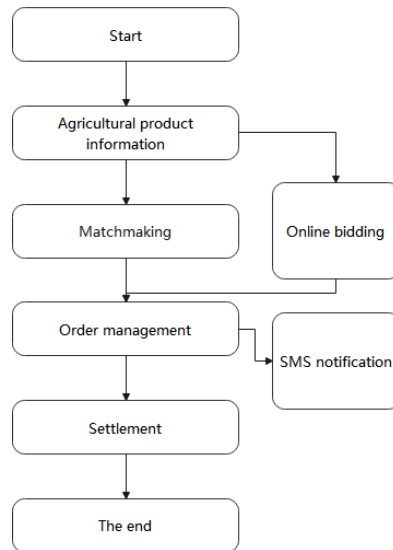 Start
Agricultural product
information
Matchmaking
Online bidding
Order management
SMS notification
Settlement
The end